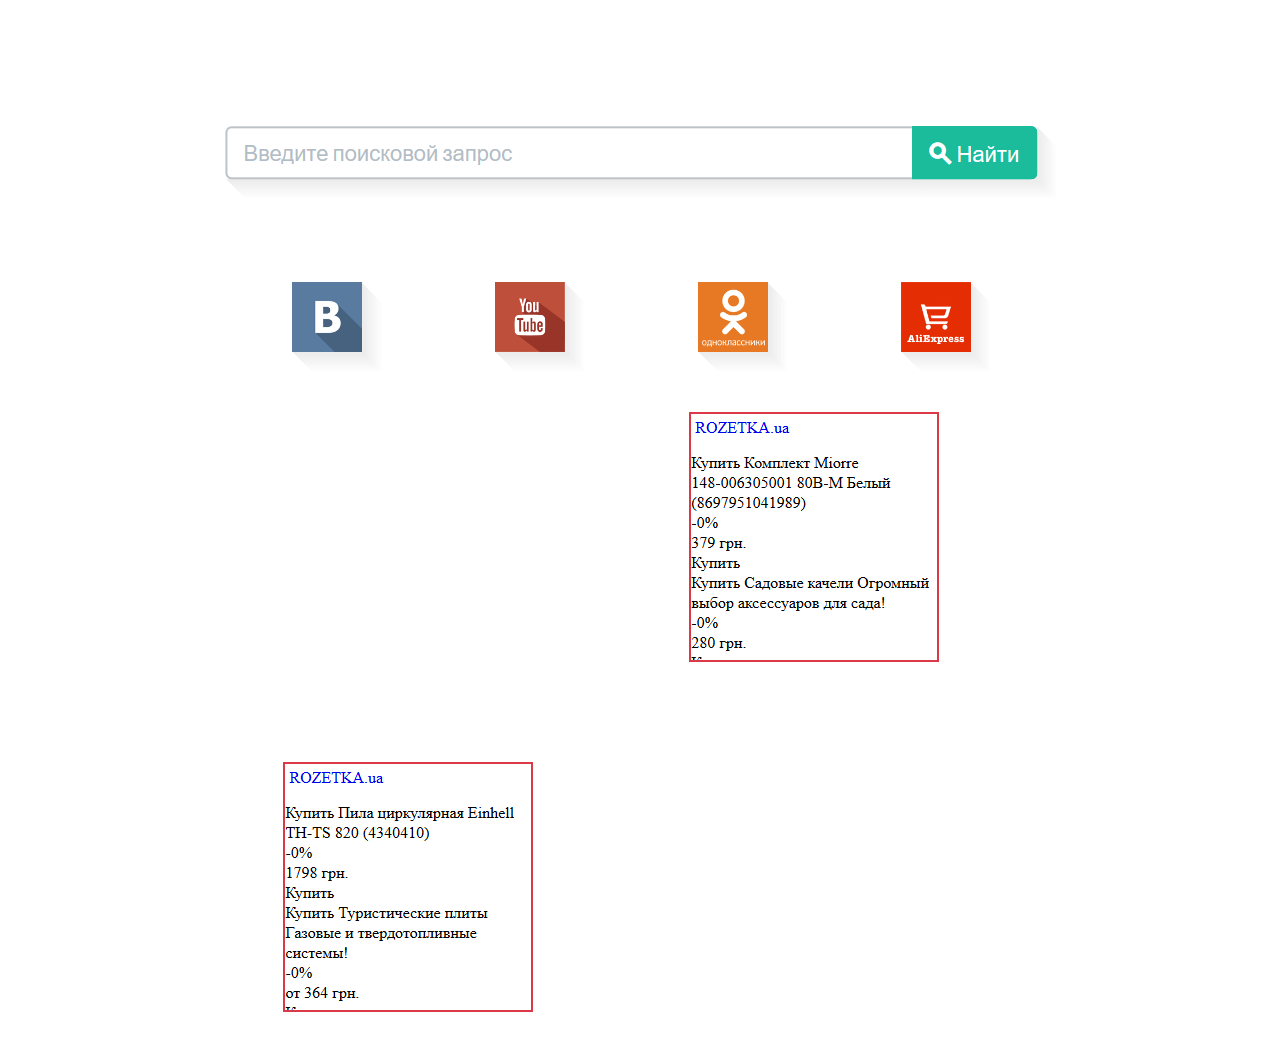 Введите поисковой запрос
Найти
B
You
Tube
одноклассники
AliExpress
ROZETKA.ua
Купить Комплект Miorre
148-006305001 80B-M Белый
(8697951041989)
-0%
379 грн.
Купить
Купить Садовые качели Огромный
выбор аксессуаров для сада!
-0%
280 грн.
ROZETKA.ua
Купить Пила циркулярная Einhell
TH-TS 820 (4340410)
-0%
1798 грн.
Купить
Купить Туристические плиты
Газовые и твердотопливные
системы!
-0%
от 364 грн.